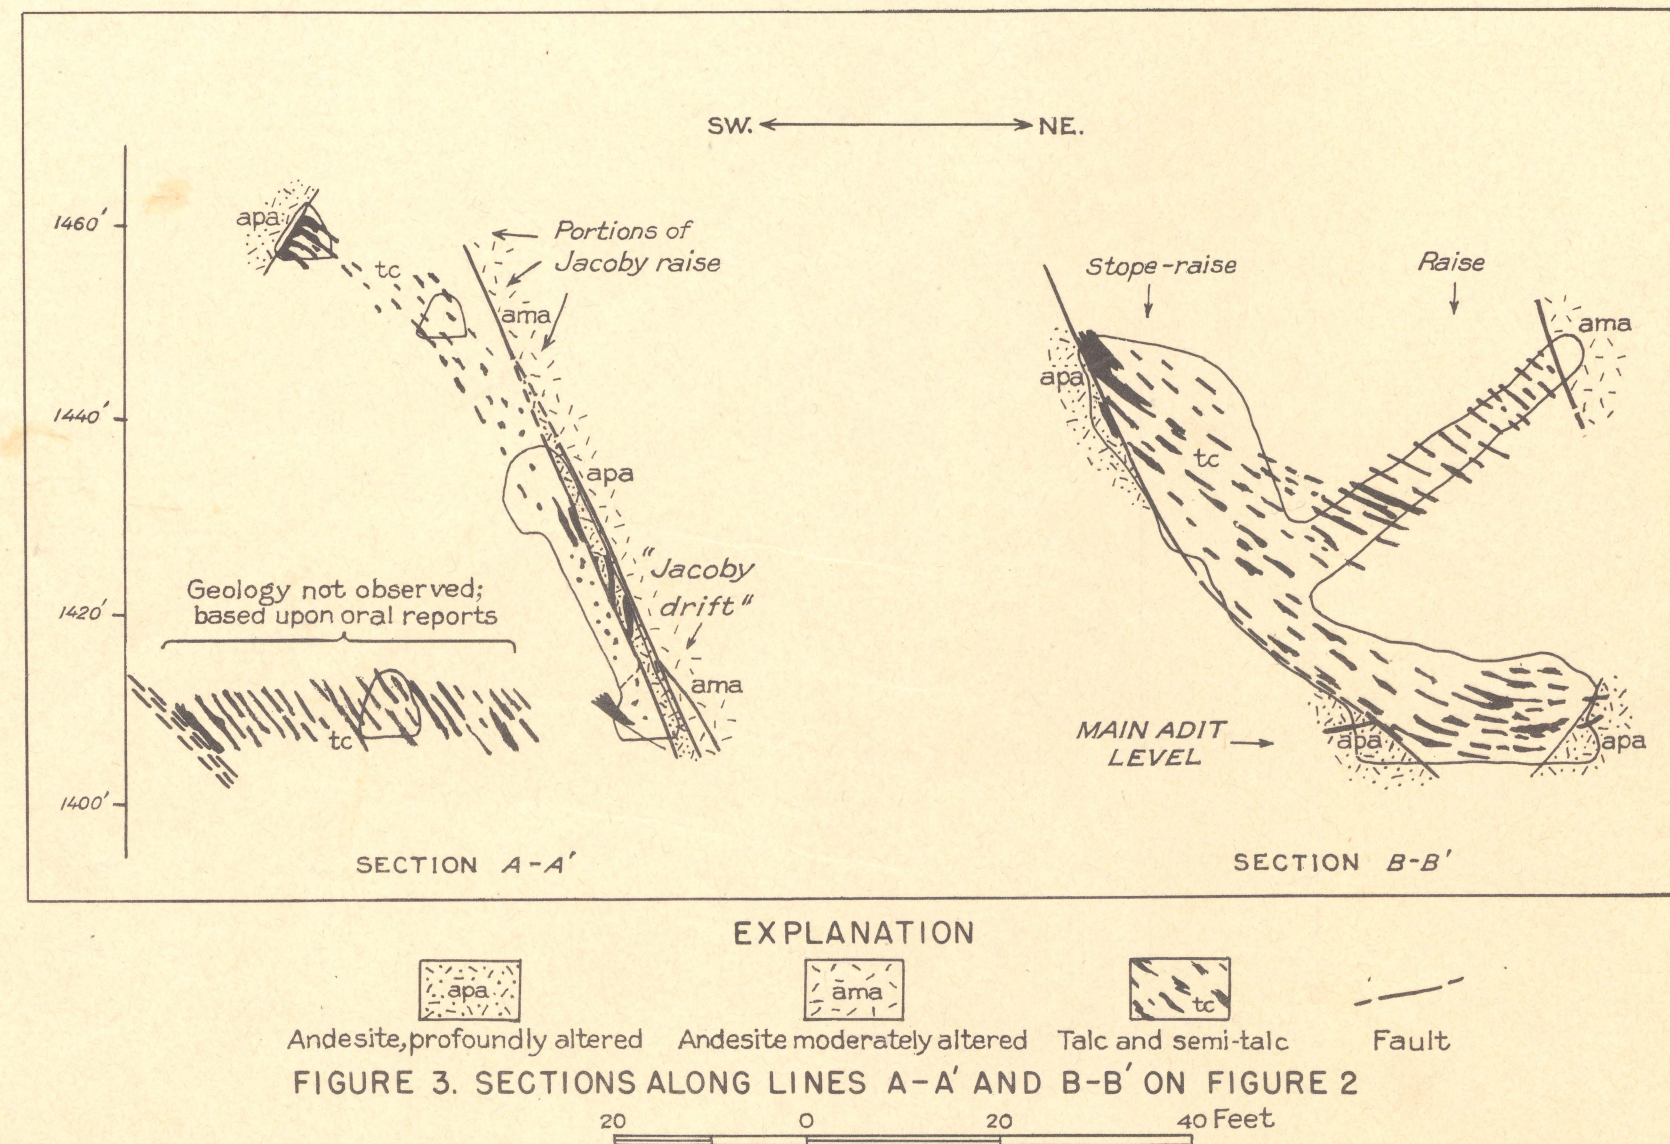 SW. NE.
1460'
1440'
1420'
1400'
apa
tc
Portions of
Jacoby raise
ama
apa
"Jacoby
drift"
ama
Geology not observed;
based upon oral reports
tc
SECTION A-A'
Stope-raise
Raise
ama
apa
tc
MAIN ADIT
LEVEL
apa
apa
SECTION B-B'
EXPLANATION
apa
ama
tc
Andesite, profoundly altered
Andesite moderately altered
Talc and semi-talc
Fault
FIGURE 3. SECTIONS ALONG LINES A-A' AND B-B' ON FIGURE 2
20 0 20 40 Feet